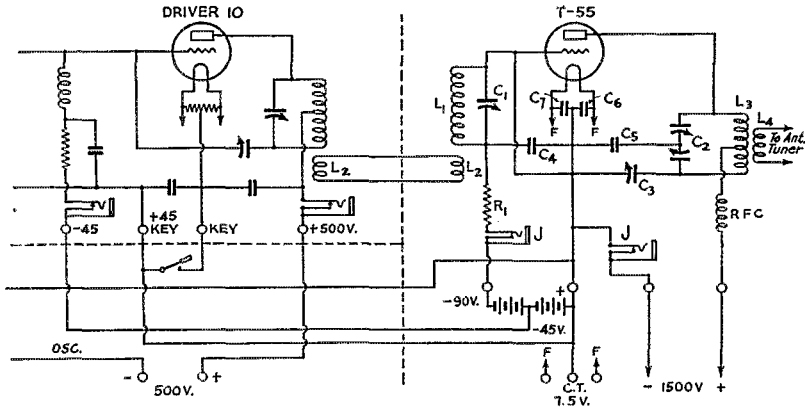 DRIVER 10
T-55
L1
C1
C7
C6
F
F
C4
C5
C2
L3
L4
To Ant.
Tuner
L2
L2
C3
R1
RFC
J
J
-45
+45
KEY
KEY
+500V.
-90V.
+
-45V.
OSC.
-
+
500V.
F
F
C.T.
7.5V.
- 1500V +